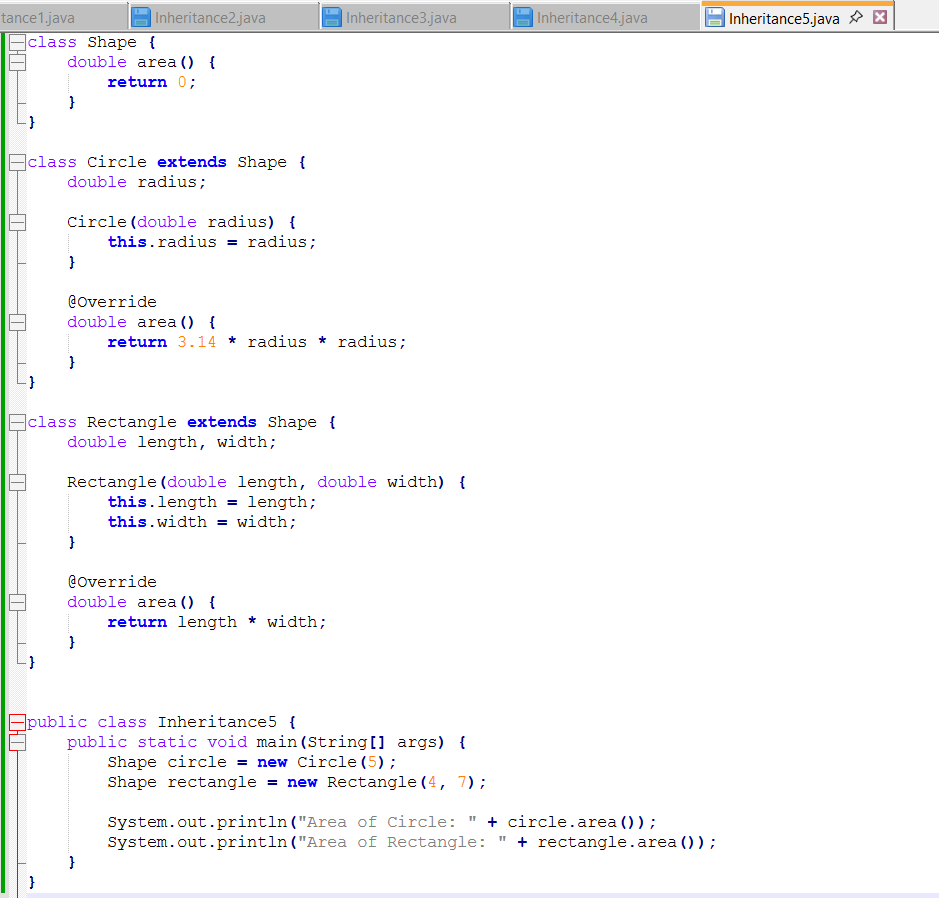 tance1.java Inheritance2.java Inheritance3.java Inheritance4.java Inheritance5.java
class Shape {
    double area() {
        return 0;
    }
}

class Circle extends Shape {
    double radius;

    Circle(double radius) {
        this.radius = radius;
    }

    @Override
    double area() {
        return 3.14 * radius * radius;
    }
}

class Rectangle extends Shape {
    double length, width;

    Rectangle(double length, double width) {
        this.length = length;
        this.width = width;
    }

    @Override
    double area() {
        return length * width;
    }
}


public class Inheritance5 {
    public static void main(String[] args) {
        Shape circle = new Circle(5);
        Shape rectangle = new Rectangle(4, 7);

        System.out.println("Area of Circle: " + circle.area());
        System.out.println("Area of Rectangle: " + rectangle.area());
    }
}